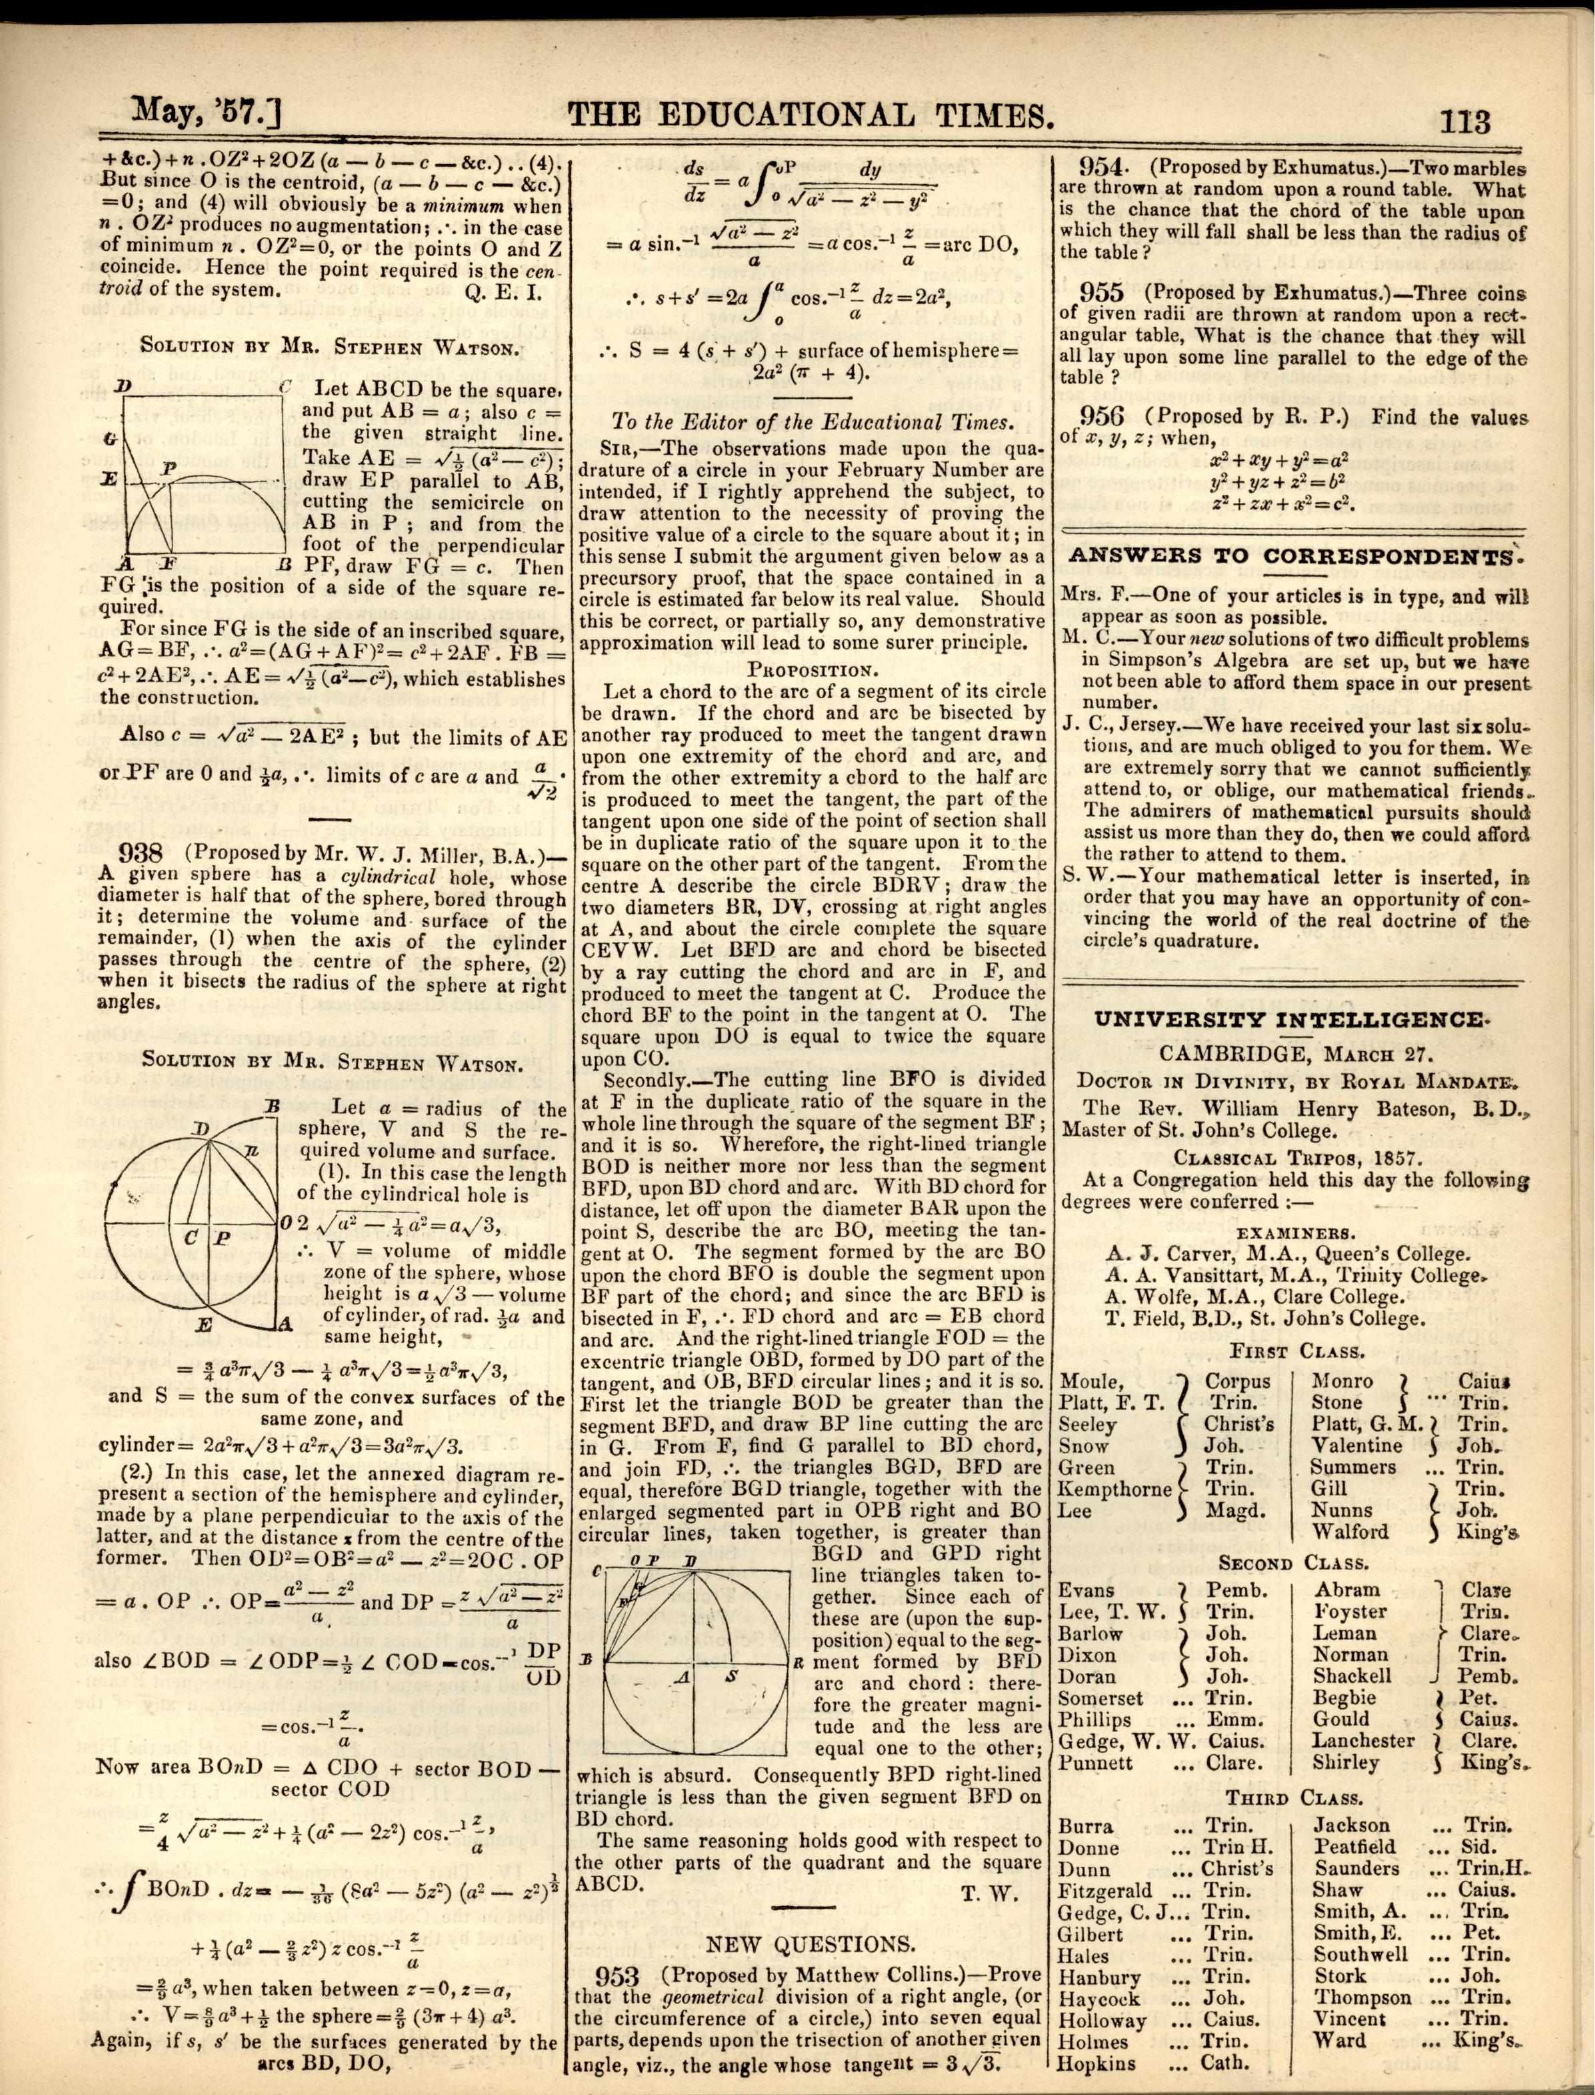 May, '57.]
THE EDUCATIONAL TIMES.
113
+&c.)+n.OZ²+2OZ (a — b — c — &c.) . . (4).
But since O is the centroid, (a — b — c — &c.)
=0; and (4) will obviously be a minimum when
n . OZ² produces no augmentation; .·. in the case
of minimum n . OZ²=0, or the points O and Z
coincide. Hence the point required is the cen-
troid of the system. Q. E. I.
SOLUTION BY MR. STEPHEN WATSON.
D C
G
P
E
A F B
Let ABCD be the square,
and put AB = a; also c =
the given straight line.
Take AE = √½ (a²— c²);
draw EP parallel to AB,
cutting the semicircle on
AB in P ; and from the
foot of the perpendicular
PF, draw FG = c. Then
FG is the position of a side of the square re-
quired.
For since FG is the side of an inscribed square,
AG=BF, .·. a²=(AG+AF)²= c²+2AF . FB =
c²+2AE², .·. AE=√½(a²—c²), which establishes
the construction.
Also c = √a² — 2AE² ; but the limits of AE
or PF are 0 and ½a, .·. limits of c are a and a/√2.
938 (Proposed by Mr. W. J. Miller, B.A.)—
A given sphere has a cylindrical hole, whose
diameter is half that of the sphere, bored through
it; determine the volume and surface of the
remainder, (1) when the axis of the cylinder
passes through the centre of the sphere, (2)
when it bisects the radius of the sphere at right
angles.
SOLUTION BY MR. STEPHEN WATSON.
B
D
n
O
C P
E A
Let a = radius of the
sphere, V and S the re-
quired volume and surface.
(1). In this case the length
of the cylindrical hole is
2 √a² — ¼a²=a√3,
.·. V = volume of middle
zone of the sphere, whose
height is a√3 — volume
of cylinder, of rad. ½a and
same height,
= ¾ a³π√3 — ¼ a³π√3=½a³π√3,
and S = the sum of the convex surfaces of the
same zone, and
cylinder= 2a²π√3+a²π√3=3a²π√3.
(2.) In this case, let the annexed diagram re-
present a section of the hemisphere and cylinder,
made by a plane perpendicular to the axis of the
latter, and at the distance z from the centre of the
former. Then OD²=OB²=a² — z²=2OC . OP
= a . OP .·. OP= a² — z²/a and DP = z √a² — z²/a
also ∠BOD = ∠ODP=½ ∠ COD=cos.⁻¹ DP/OD
=cos.⁻¹ z/a.
Now area BOnD = Δ CDO + sector BOD —
sector COD
= z/4 √a² — z²+¼ (a² — 2z²) cos.⁻¹ z/a,
.·. ∫ BOnD . dz= — 1/36 (8a² — 5z²) (a² — z²)^½
+¼ (a² — ⅔ z²) z cos.⁻¹ z/a
=2/9 a³, when taken between z=0, z=a,
.·. V=8/9 a³+½ the sphere=2/9 (3π+4) a³.
Again, if s, s' be the surfaces generated by the
arcs BD, DO,
ds/dz = a ∫₀^OP dy/√a² — z² — y²
= a sin.⁻¹ √a² — z²/a =a cos.⁻¹ z/a =arc DO,
.·. s+s' =2a ∫₀^a cos.⁻¹ z/a dz=2a²,
.·. S = 4 (s + s') + surface of hemisphere=
2a² (π + 4).
To the Editor of the Educational Times.
SIR,—The observations made upon the qua-
drature of a circle in your February Number are
intended, if I rightly apprehend the subject, to
draw attention to the necessity of proving the
positive value of a circle to the square about it; in
this sense I submit the argument given below as a
precursory proof, that the space contained in a
circle is estimated far below its real value. Should
this be correct, or partially so, any demonstrative
approximation will lead to some surer principle.
PROPOSITION.
Let a chord to the arc of a segment of its circle
be drawn. If the chord and arc be bisected by
another ray produced to meet the tangent drawn
upon one extremity of the chord and arc, and
from the other extremity a chord to the half arc
is produced to meet the tangent, the part of the
tangent upon one side of the point of section shall
be in duplicate ratio of the square upon it to the
square on the other part of the tangent. From the
centre A describe the circle BDRV; draw the
two diameters BR, DV, crossing at right angles
at A, and about the circle complete the square
CEVW. Let BFD arc and chord be bisected
by a ray cutting the chord and arc in F, and
produced to meet the tangent at C. Produce the
chord BF to the point in the tangent at O. The
square upon DO is equal to twice the square
upon CO.
Secondly.—The cutting line BFO is divided
at F in the duplicate ratio of the square in the
whole line through the square of the segment BF;
and it is so. Wherefore, the right-lined triangle
BOD is neither more nor less than the segment
BFD, upon BD chord and arc. With BD chord for
distance, let off upon the diameter BAR upon the
point S, describe the arc BO, meeting the tan-
gent at O. The segment formed by the arc BO
upon the chord BFO is double the segment upon
BF part of the chord; and since the arc BFD is
bisected in F, .·. FD chord and arc = EB chord
and arc. And the right-lined triangle FOD = the
excentric triangle OBD, formed by DO part of the
tangent, and OB, BFD circular lines; and it is so.
First let the triangle BOD be greater than the
segment BFD, and draw BP line cutting the arc
in G. From F, find G parallel to BD chord,
and join FD, .·. the triangles BGD, BFD are
equal, therefore BGD triangle, together with the
enlarged segmented part in OPB right and BO
circular lines, taken together, is greater than
C O P D
B R
A S
BGD and GPD right
line triangles taken to-
gether. Since each of
these are (upon the sup-
position) equal to the seg-
ment formed by BFD
arc and chord : there-
fore the greater magni-
tude and the less are
equal one to the other;
which is absurd. Consequently BPD right-lined
triangle is less than the given segment BFD on
BD chord.
The same reasoning holds good with respect to
the other parts of the quadrant and the square
ABCD. T. W.
NEW QUESTIONS.
953 (Proposed by Matthew Collins.)—Prove
that the geometrical division of a right angle, (or
the circumference of a circle,) into seven equal
parts, depends upon the trisection of another given
angle, viz., the angle whose tangent = 3√3.
954. (Proposed by Exhumatus.)—Two marbles
are thrown at random upon a round table. What
is the chance that the chord of the table upon
which they will fall shall be less than the radius of
the table ?
955 (Proposed by Exhumatus.)—Three coins
of given radii are thrown at random upon a rect-
angular table, What is the chance that they will
all lay upon some line parallel to the edge of the
table ?
956 (Proposed by R. P.) Find the values
of x, y, z; when,
x²+xy+y²=a²
y²+yz+z²=b²
z²+zx+x²=c².
ANSWERS TO CORRESPONDENTS.
Mrs. F.—One of your articles is in type, and will
appear as soon as possible.
M. C.—Your new solutions of two difficult problems
in Simpson's Algebra are set up, but we have
not been able to afford them space in our present
number.
J. C., Jersey.—We have received your last six solu-
tions, and are much obliged to you for them. We
are extremely sorry that we cannot sufficiently
attend to, or oblige, our mathematical friends.
The admirers of mathematical pursuits should
assist us more than they do, then we could afford
the rather to attend to them.
S. W.—Your mathematical letter is inserted, in
order that you may have an opportunity of con-
vincing the world of the real doctrine of the
circle's quadrature.
UNIVERSITY INTELLIGENCE.
CAMBRIDGE, MARCH 27.
DOCTOR IN DIVINITY, BY ROYAL MANDATE.
The Rev. William Henry Bateson, B.D.,
Master of St. John's College.
CLASSICAL TRIPOS, 1857.
At a Congregation held this day the following
degrees were conferred :—
EXAMINERS.
A. J. Carver, M.A., Queen's College.
A. A. Vansittart, M.A., Trinity College.
A. Wolfe, M.A., Clare College.
T. Field, B.D., St. John's College.
FIRST CLASS.
Moule, Corpus Monro Caius
Platt, F. T. Trin. Stone ... Trin.
Seeley Christ's Platt, G. M. Trin.
Snow Joh. Valentine Joh.
Green Trin. Summers ... Trin.
Kempthorne Trin. Gill Trin.
Lee Magd. Nunns Joh.
Walford King's
SECOND CLASS.
Evans Pemb. Abram Clare
Lee, T. W. Trin. Foyster Trin.
Barlow Joh. Leman Clare.
Dixon Joh. Norman Trin.
Doran Joh. Shackell Pemb.
Somerset ... Trin. Begbie Pet.
Phillips ... Emm. Gould Caius.
Gedge, W. W. Caius. Lanchester Clare.
Punnett ... Clare. Shirley King's.
THIRD CLASS.
Burra ... Trin. Jackson ... Trin.
Donne ... Trin H. Peatfield ... Sid.
Dunn ... Christ's Saunders ... Trin.H.
Fitzgerald ... Trin. Shaw ... Caius.
Gedge, C. J... Trin. Smith, A. ... Trin.
Gilbert ... Trin. Smith, E. ... Pet.
Hales ... Trin. Southwell ... Trin.
Hanbury ... Trin. Stork ... Joh.
Haycock ... Joh. Thompson ... Trin.
Holloway ... Caius. Vincent ... Trin.
Holmes ... Trin. Ward ... King's.
Hopkins ... Cath.